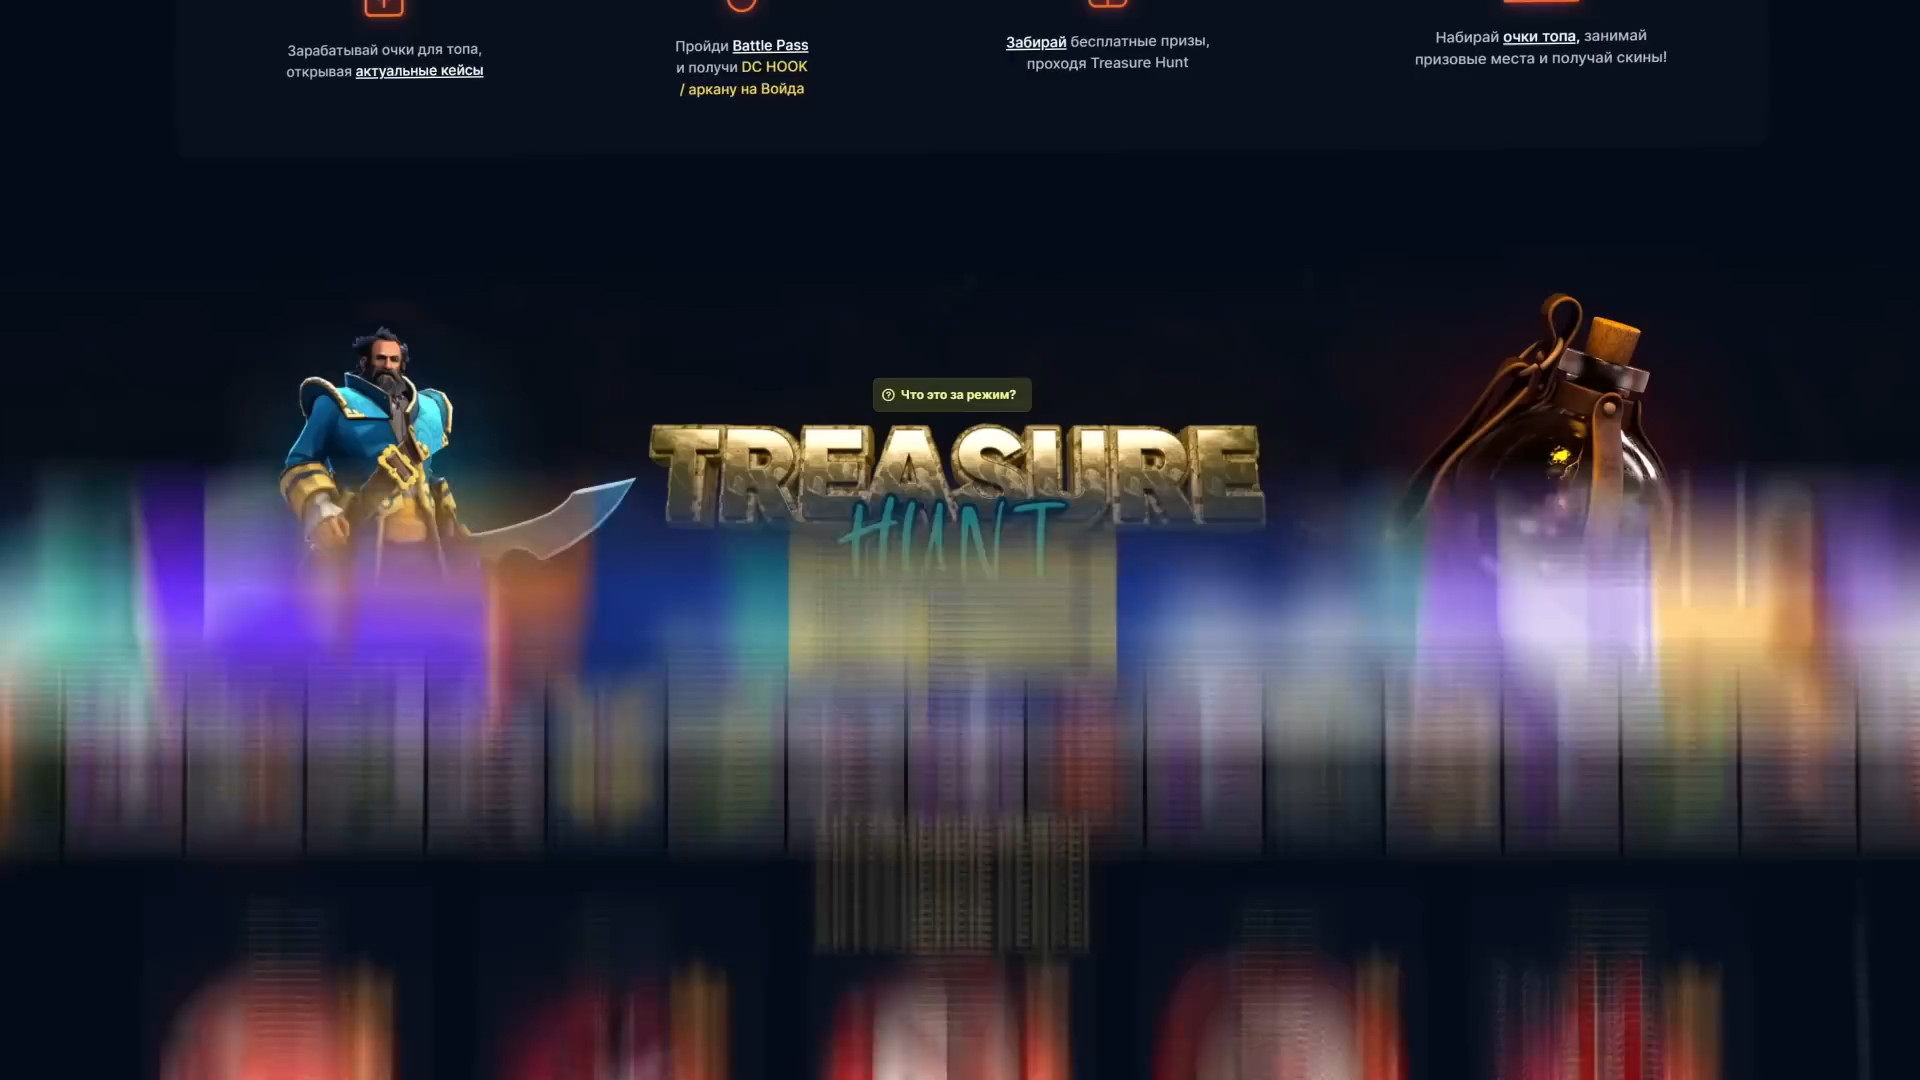 Зарабатывай очки для топа,
открывая актуальные кейсы
Пройди Battle Pass
и получи DC HOOK
/ аркану на Войда
Забирай бесплатные призы,
проходя Treasure Hunt
Набирай очки топа, занимай
призовые места и получай скины!
Что это за режим?
TREASURE
HUNT